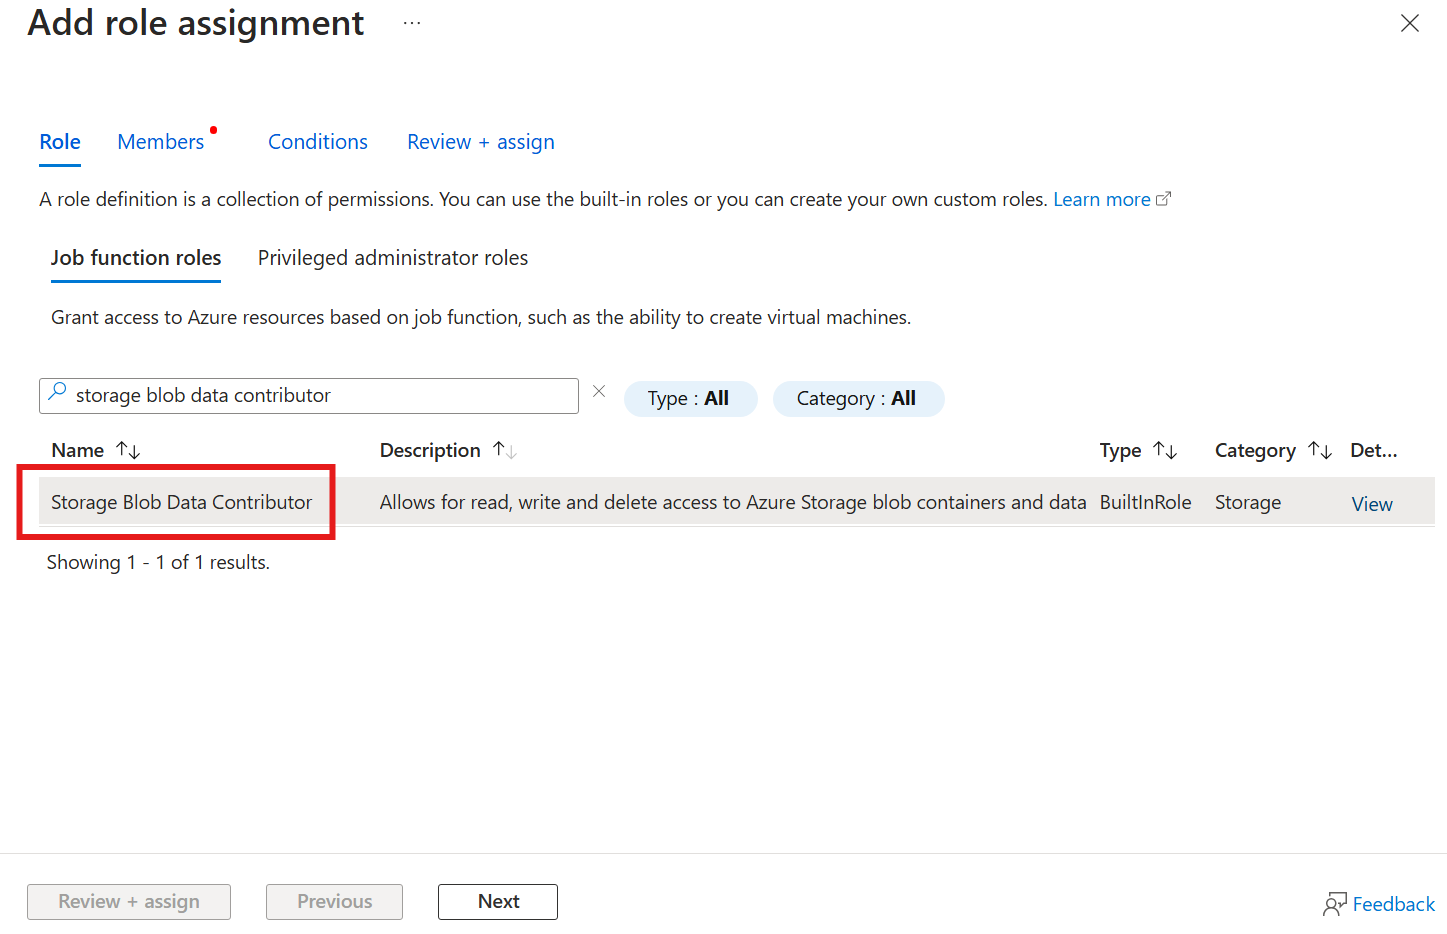 Add role assignment ...
Role Members Conditions Review + assign
A role definition is a collection of permissions. You can use the built-in roles or you can create your own custom roles. Learn more
Job function roles Privileged administrator roles
Grant access to Azure resources based on job function, such as the ability to create virtual machines.
storage blob data contributor Type : All Category : All
Name Description Type Category Det...
Storage Blob Data Contributor Allows for read, write and delete access to Azure Storage blob containers and data BuiltInRole Storage View
Showing 1 - 1 of 1 results.
Review + assign Previous Next Feedback